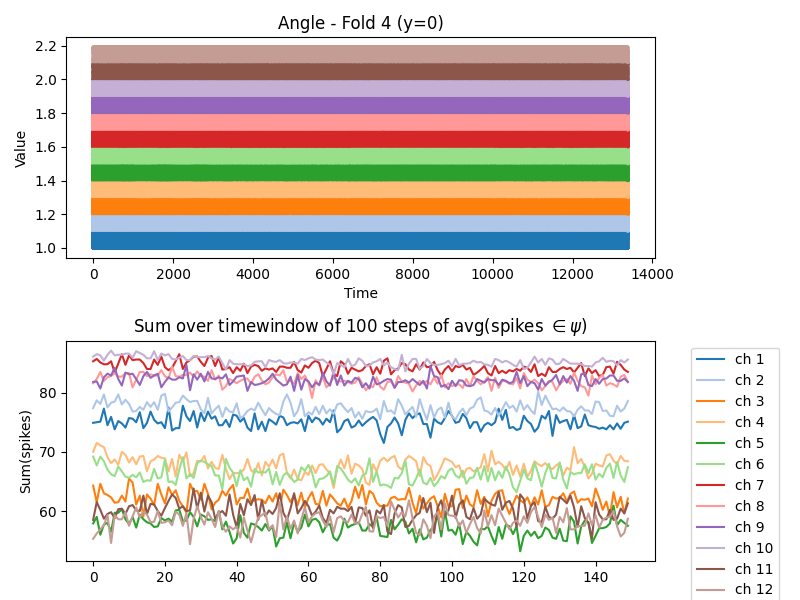 Angle - Fold 4 (y=0)
2.2
2.0
1.8
1.6
1.4
1.2
1.0
Value
0 2000 4000 6000 8000 10000 12000 14000
Time
Sum over timewindow of 100 steps of avg(spikes ∈ψ)
80
70
60
Sum(spikes)
0 20 40 60 80 100 120 140
ch 1
ch 2
ch 3
ch 4
ch 5
ch 6
ch 7
ch 8
ch 9
ch 10
ch 11
ch 12